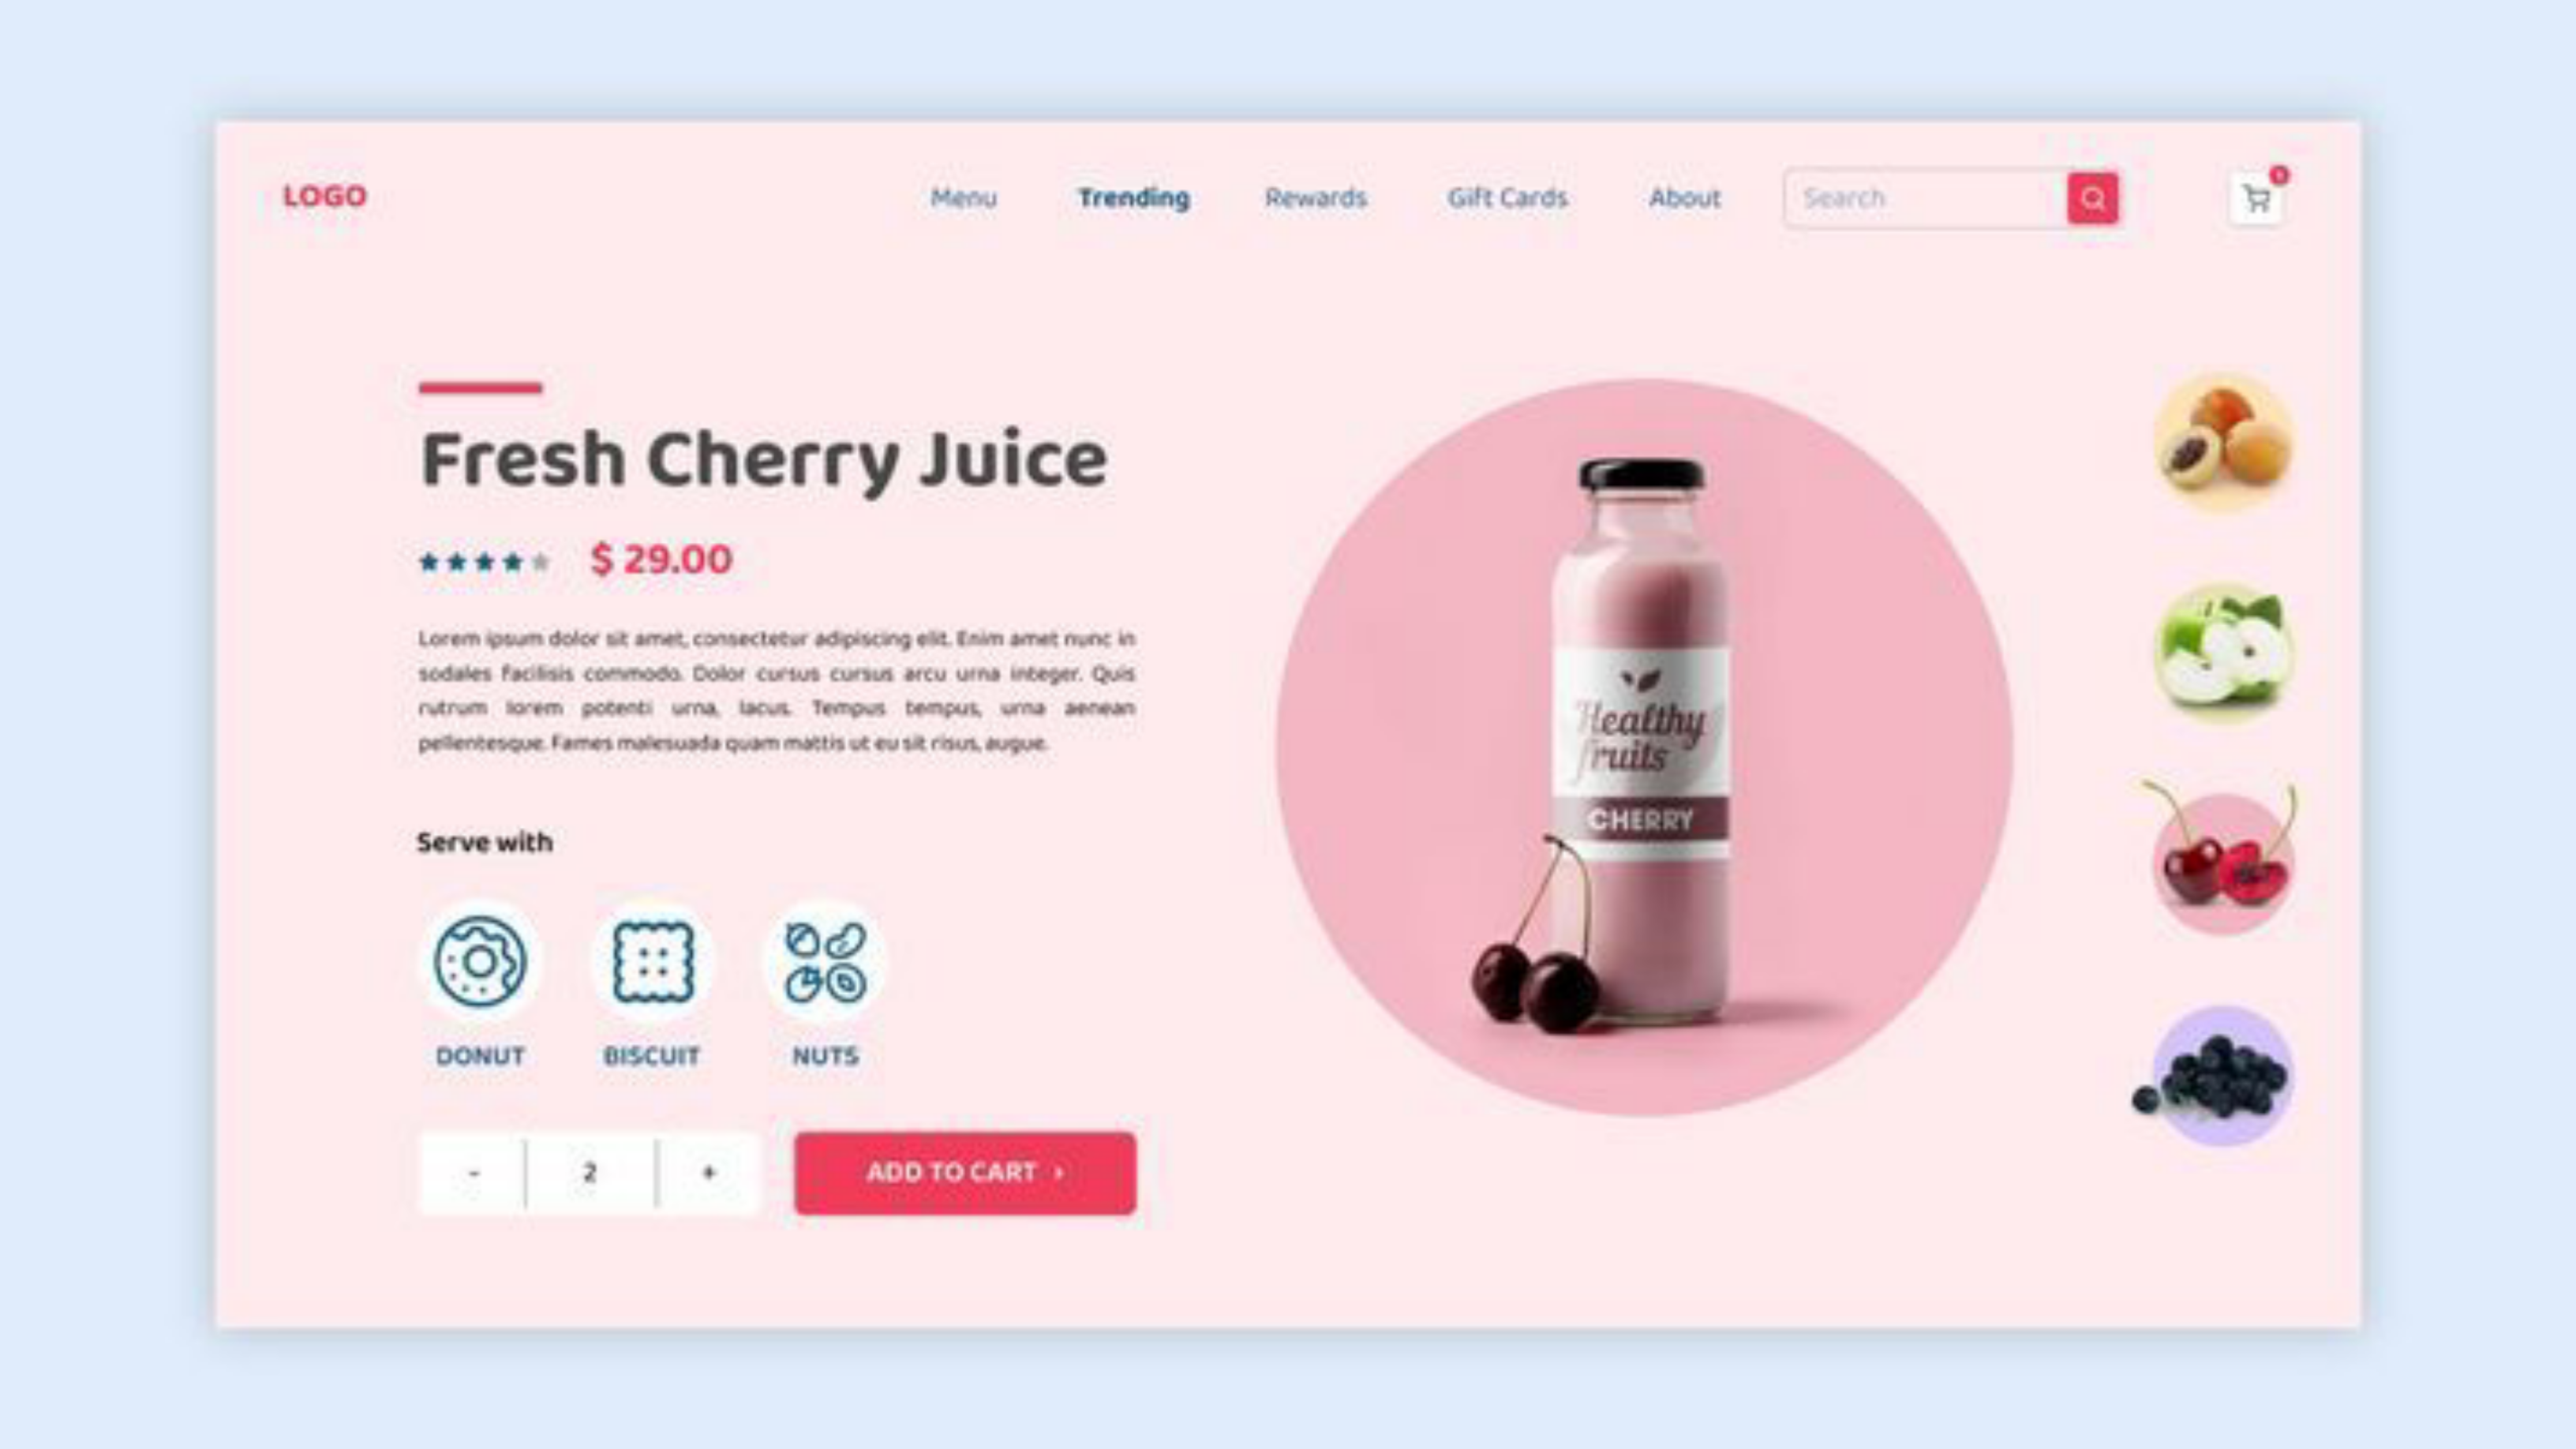 LOGO
Menu Trending Rewards Gift Cards About Search
Fresh Cherry Juice
$ 29.00
Lorem ipsum dolor sit amet, consectetur adipiscing elit. Enim amet nunc in
sodales facilisis commodo. Dolor cursus cursus arcu urna integer. Quis
rutrum lorem potenti urna, lacus. Tempus tempus, urna aenean
pellentesque. Fames malesuada quam mattis ut eu sit risus, augue.
Serve with
DONUT BISCUIT NUTS
- 2 +
ADD TO CART ›
Healthy
fruits
CHERRY